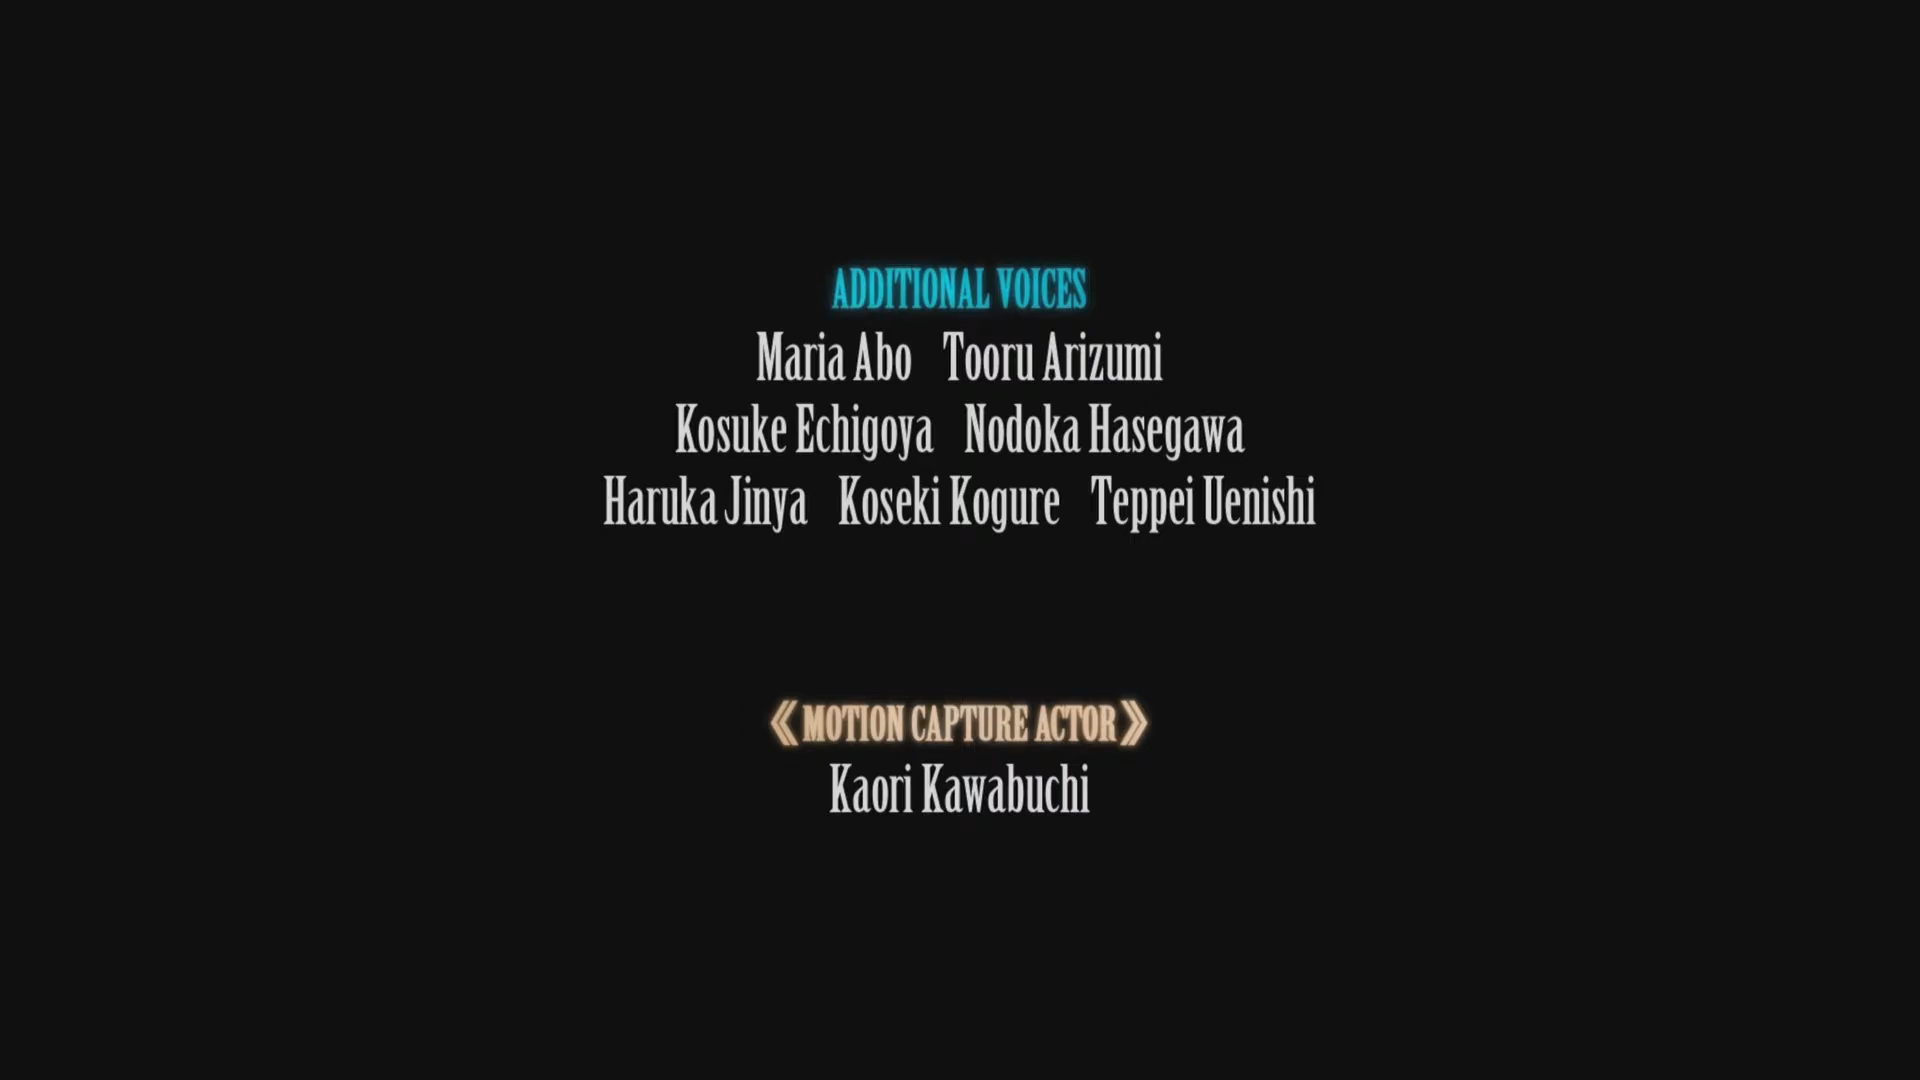 ADDITIONAL VOICES
Maria Abo Tooru Arizumi
Kosuke Echigoya Nodoka Hasegawa
Haruka Jinya Koseki Kogure Teppei Uenishi
《MOTION CAPTURE ACTOR》
Kaori Kawabuchi